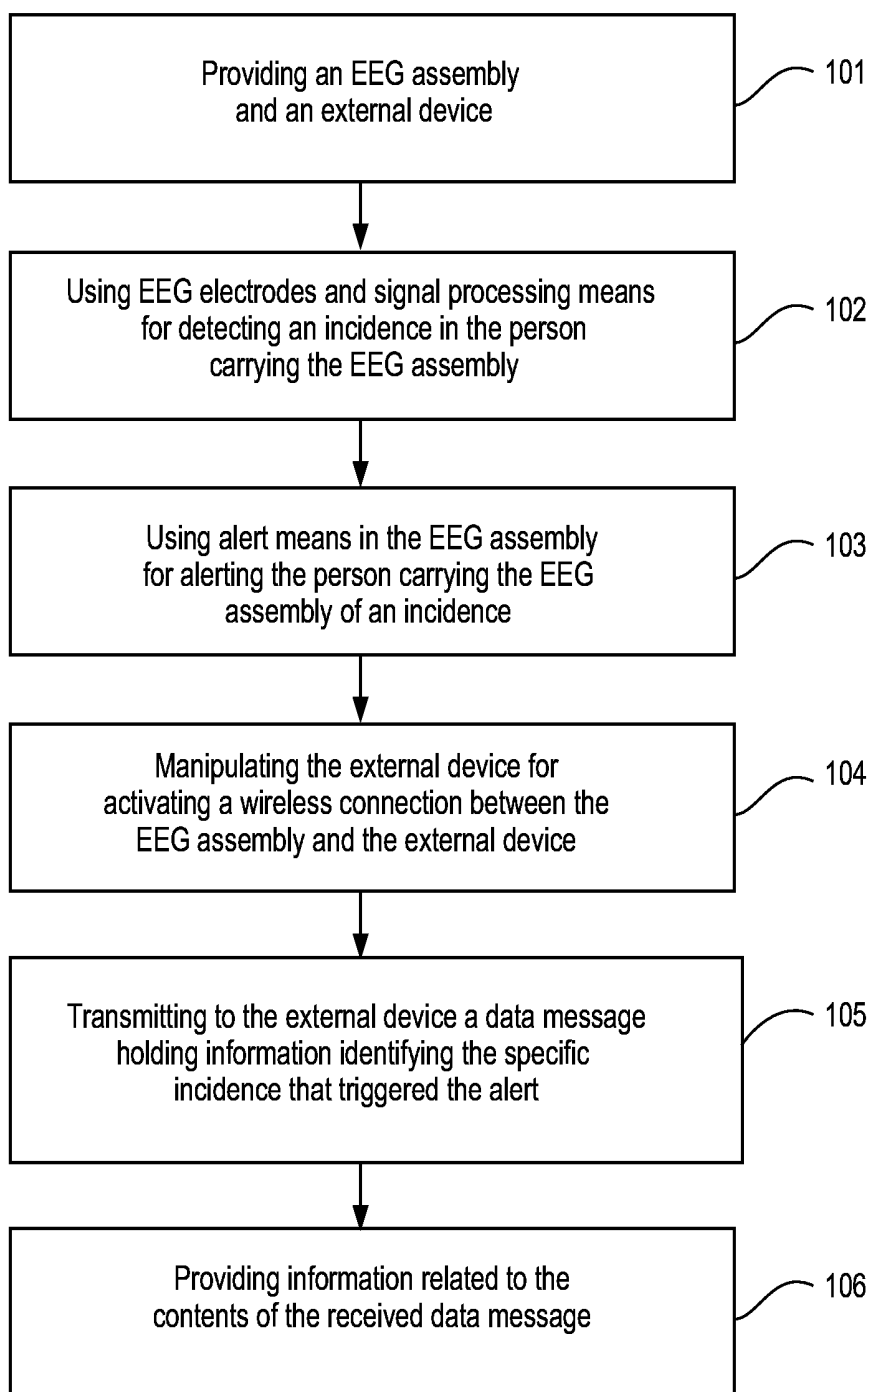 Providing an EEG assembly
and an external device
101
Using EEG electrodes and signal processing means
for detecting an incidence in the person
carrying the EEG assembly
102
Using alert means in the EEG assembly
for alerting the person carrying the EEG
assembly of an incidence
103
Manipulating the external device for
activating a wireless connection between the
EEG assembly and the external device
104
Transmitting to the external device a data message
holding information identifying the specific
incidence that triggered the alert
105
Providing information related to the
contents of the received data message
106